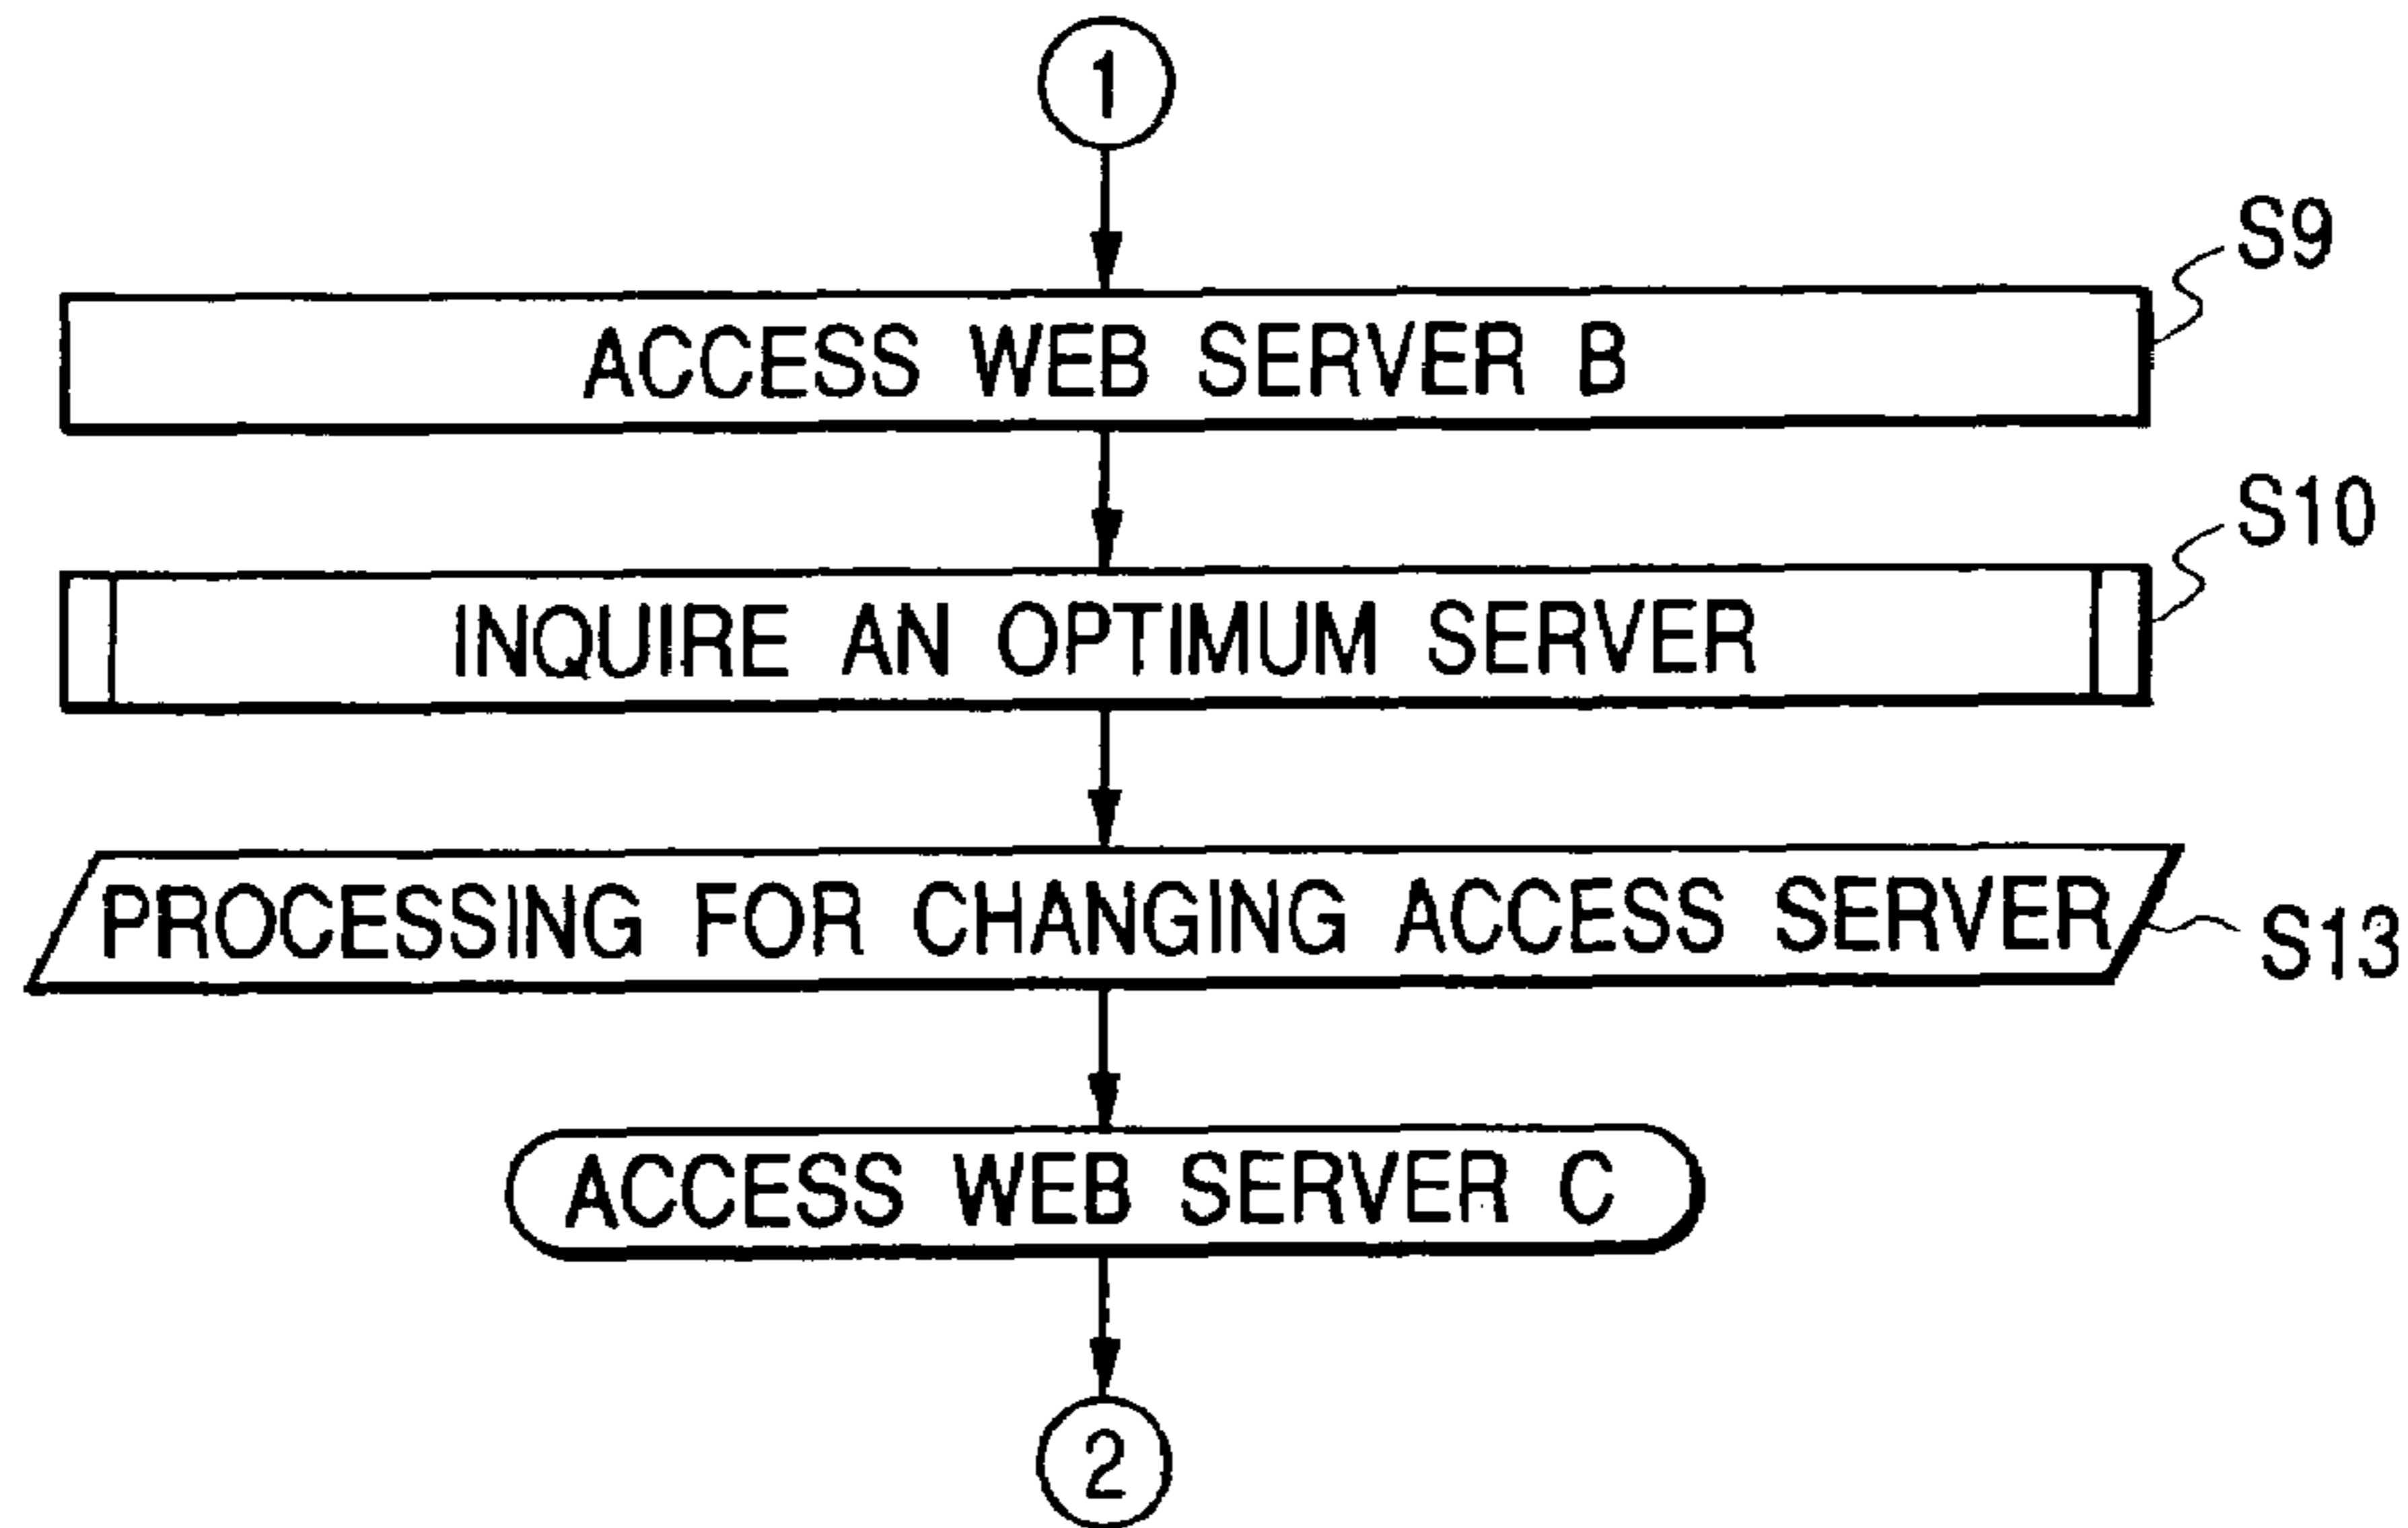 1
S9
ACCESS WEB SERVER B
S10
INQUIRE AN OPTIMUM SERVER
PROCESSING FOR CHANGING ACCESS SERVER
S13
ACCESS WEB SERVER C
2